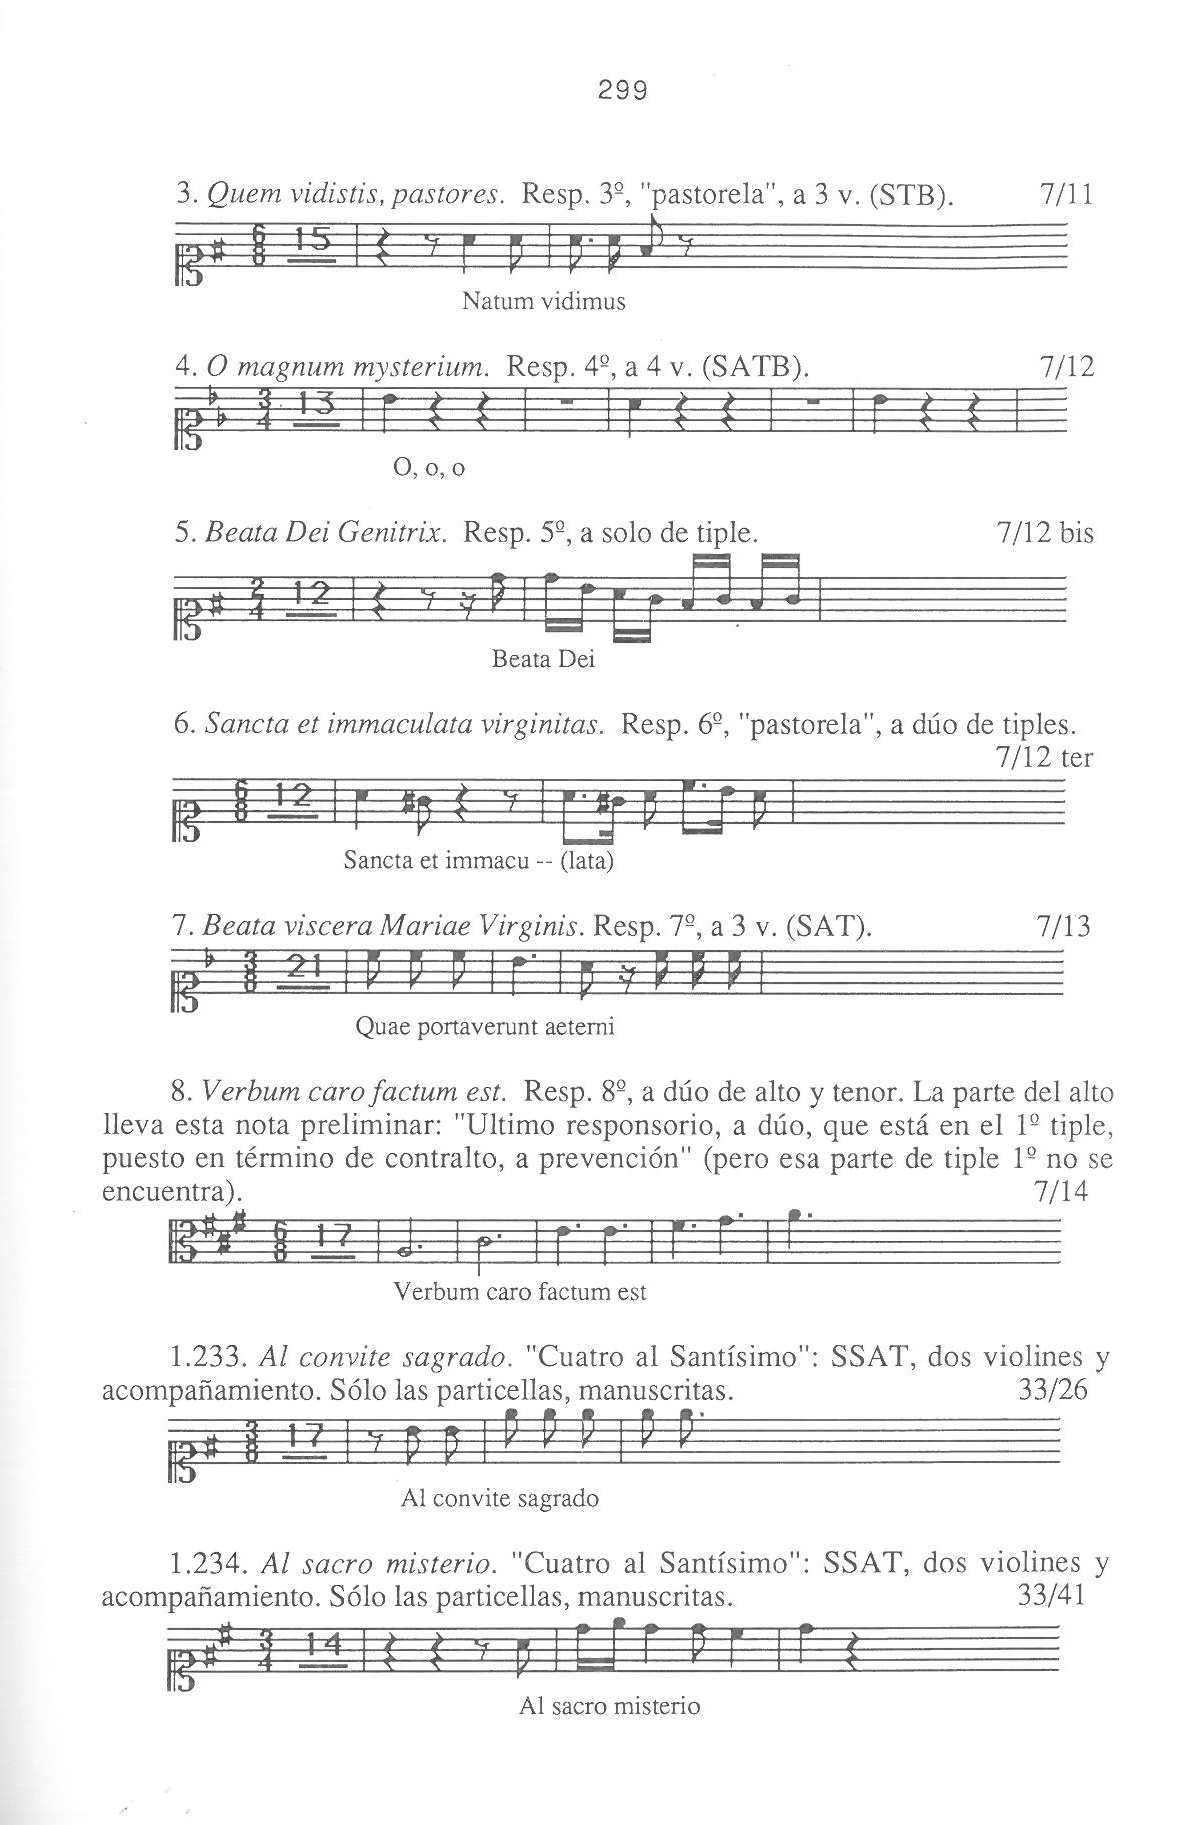 299
3. Quem vidistis, pastores. Resp. 3º, "pastorela", a 3 v. (STB). 7/11
6
8
15
Natum vidimus
4. O magnum mysterium. Resp. 4º, a 4 v. (SATB). 7/12
3
4
13
O, o, o
5. Beata Dei Genitrix. Resp. 5º, a solo de tiple. 7/12 bis
2
4
12
Beata Dei
6. Sancta et immaculata virginitas. Resp. 6º, "pastorela", a dúo de tiples.
7/12 ter
6
8
12
Sancta et immacu -- (lata)
7. Beata viscera Mariae Virginis. Resp. 7º, a 3 v. (SAT). 7/13
3
8
21
Quae portaverunt aeterni
8. Verbum caro factum est. Resp. 8º, a dúo de alto y tenor. La parte del alto
lleva esta nota preliminar: "Ultimo responsorio, a dúo, que está en el 1º tiple,
puesto en término de contralto, a prevención" (pero esa parte de tiple 1º no se
encuentra). 7/14
6
8
17
Verbum caro factum est
1.233. Al convite sagrado. "Cuatro al Santísimo": SSAT, dos violines y
acompañamiento. Sólo las particellas, manuscritas. 33/26
3
8
17
Al convite sagrado
1.234. Al sacro misterio. "Cuatro al Santísimo": SSAT, dos violines y
acompañamiento. Sólo las particellas, manuscritas. 33/41
3
4
14
Al sacro misterio